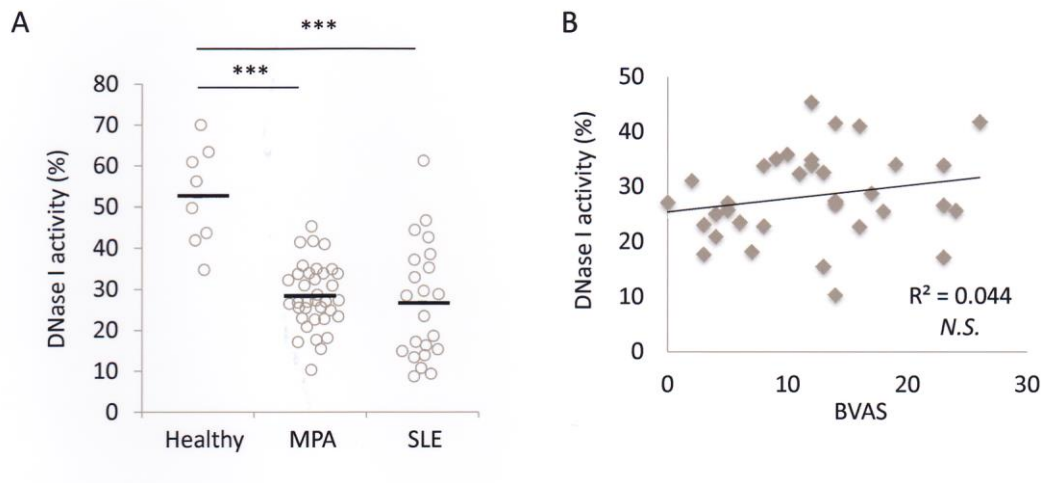 A
***
***
80
70
60
50
40
30
20
10
0
DNase I activity (%)
Healthy MPA SLE
B
50
40
30
20
10
0
DNase I activity (%)
R² = 0.044
N.S.
0 10 20 30
BVAS